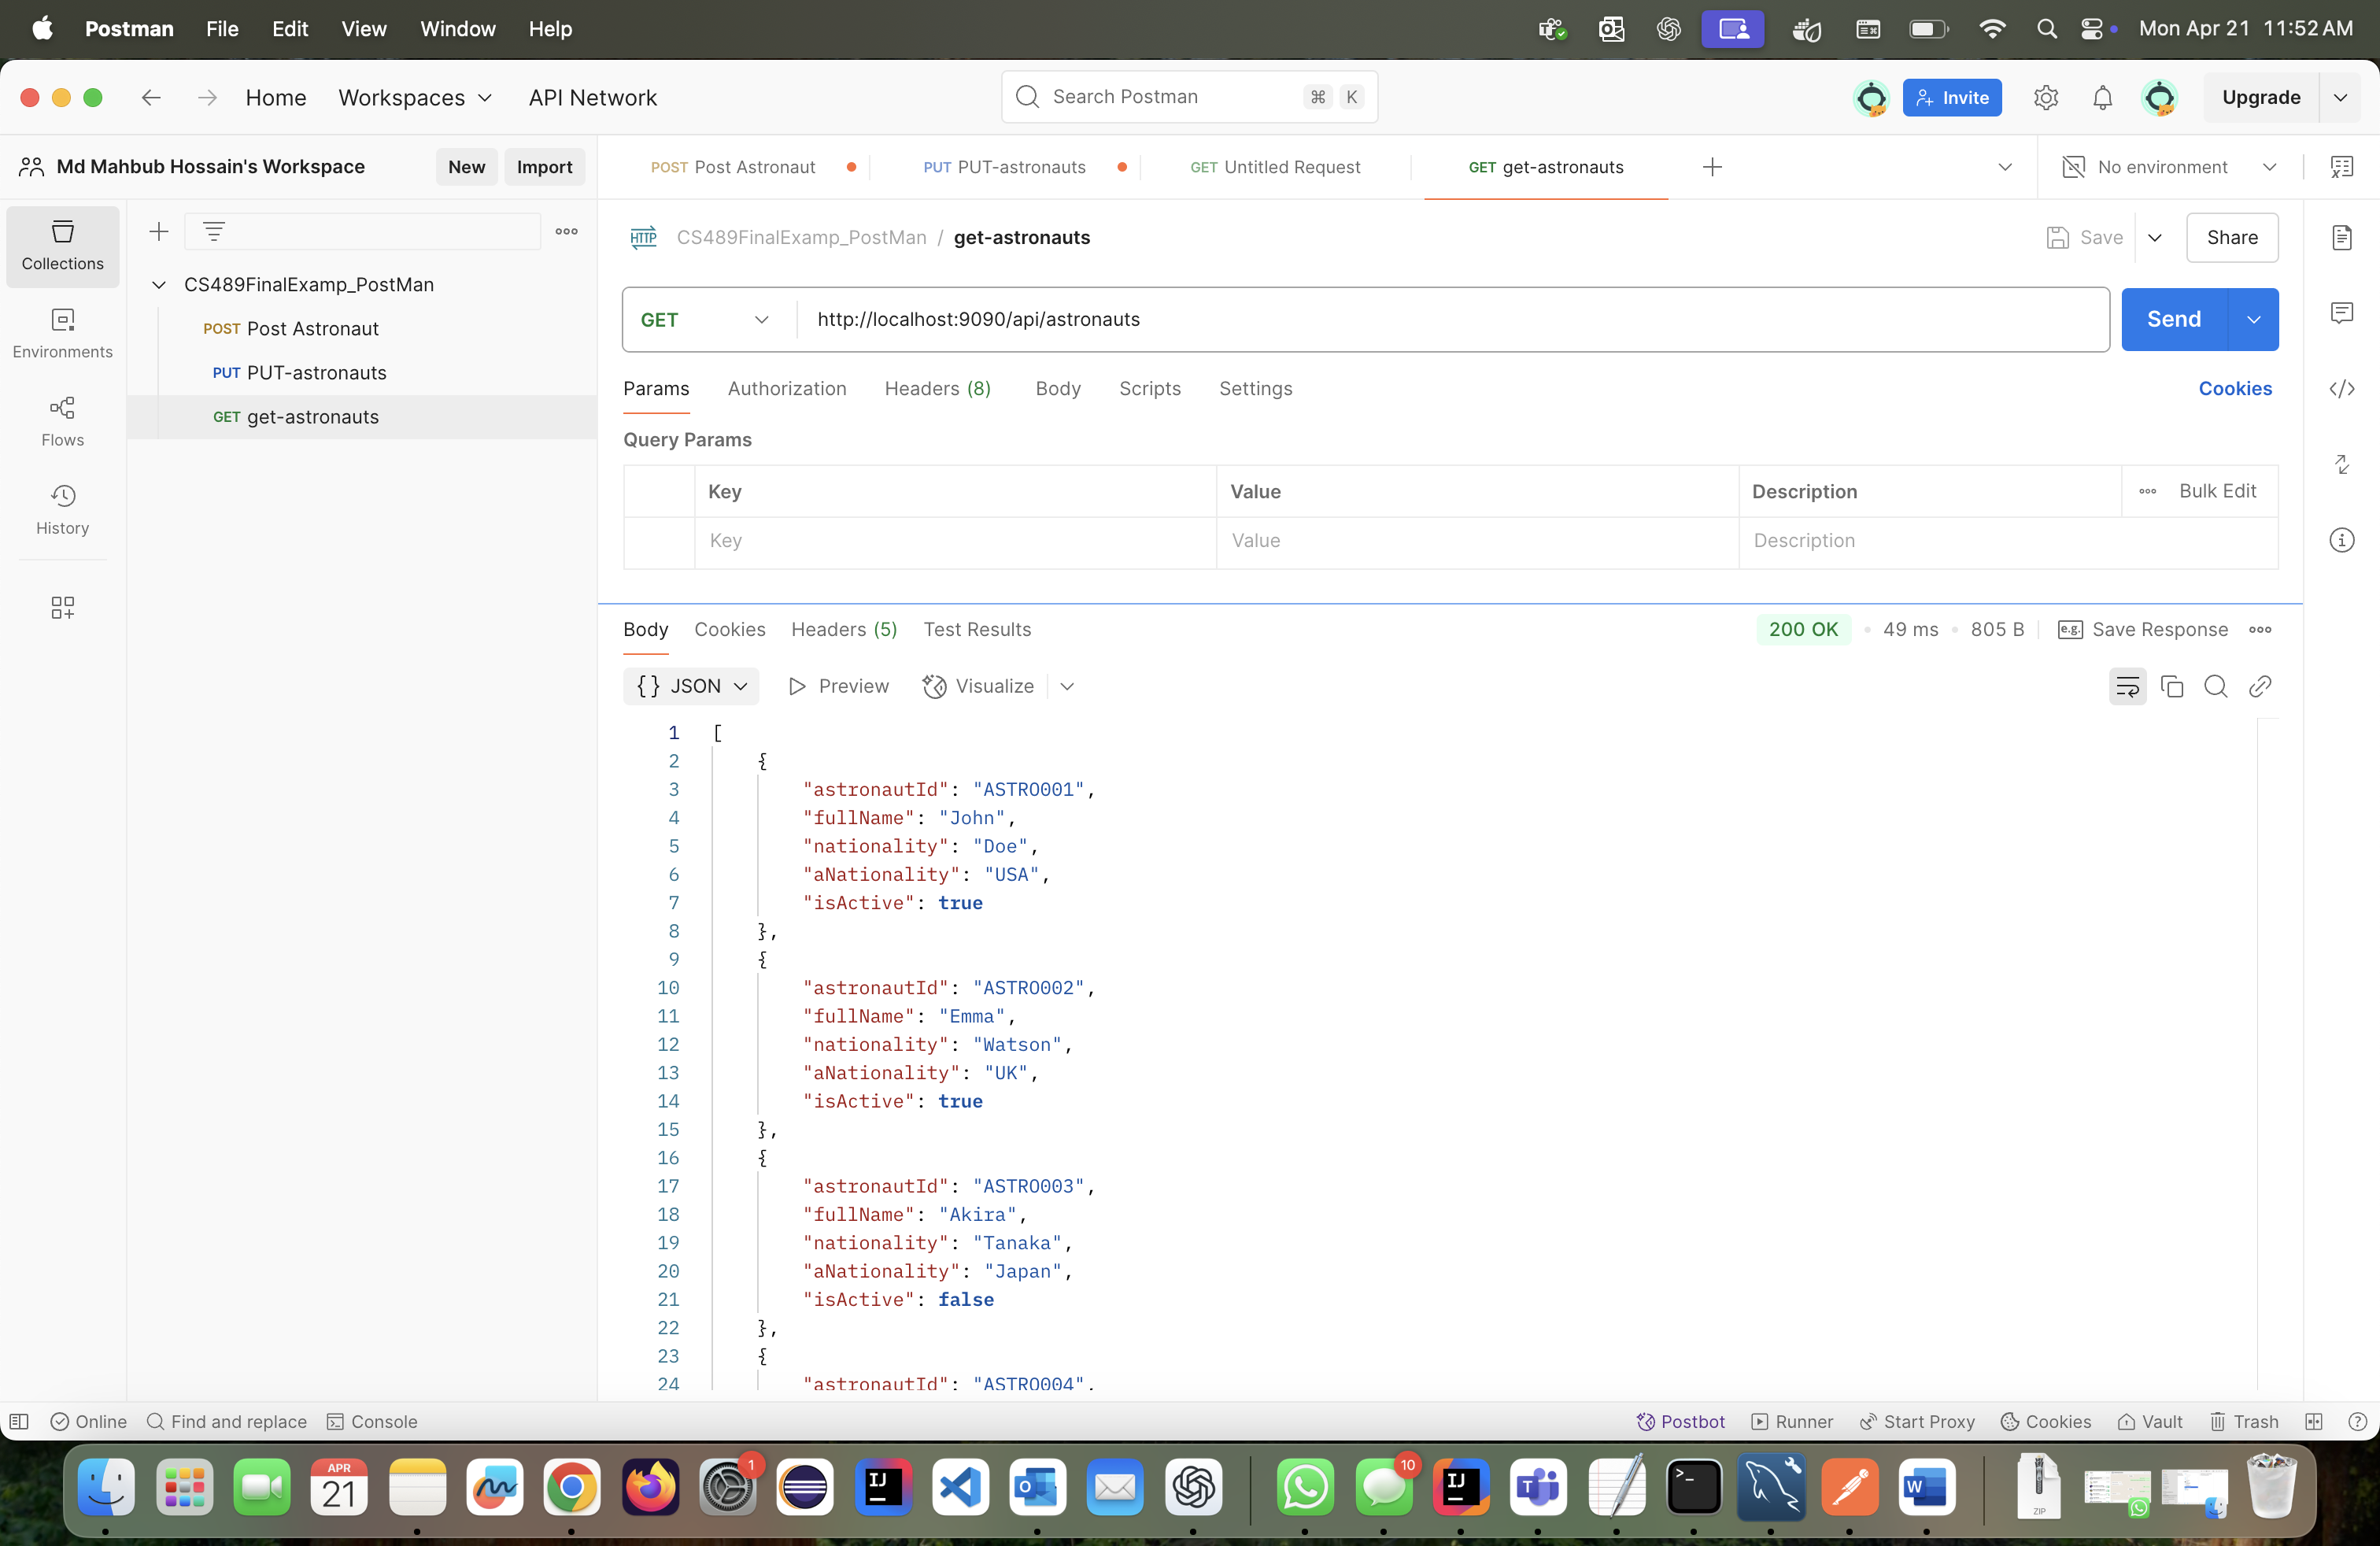 Postman File Edit View Window Help Mon Apr 21 11:52 AM
Home Workspaces API Network Search Postman ⌘ K Invite Upgrade
Md Mahbub Hossain's Workspace New Import
POST Post Astronaut PUT PUT-astronauts GET Untitled Request GET get-astronauts No environment
Collections
Environments
Flows
History
CS489FinalExamp_PostMan
POST Post Astronaut
PUT PUT-astronauts
GET get-astronauts
HTTP CS489FinalExamp_PostMan / get-astronauts Save Share
GET http://localhost:9090/api/astronauts Send
Params Authorization Headers (8) Body Scripts Settings Cookies
Query Params
Key Value Description Bulk Edit
Key Value Description
Body Cookies Headers (5) Test Results 200 OK • 49 ms • 805 B e.g. Save Response
{} JSON Preview Visualize
1 [
2 {
3 "astronautId": "ASTRO001",
4 "fullName": "John",
5 "nationality": "Doe",
6 "aNationality": "USA",
7 "isActive": true
8 },
9 {
10 "astronautId": "ASTRO002",
11 "fullName": "Emma",
12 "nationality": "Watson",
13 "aNationality": "UK",
14 "isActive": true
15 },
16 {
17 "astronautId": "ASTRO003",
18 "fullName": "Akira",
19 "nationality": "Tanaka",
20 "aNationality": "Japan",
21 "isActive": false
22 },
23 {
24 "astronautId": "ASTRO004",
Online Find and replace Console Postbot Runner Start Proxy Cookies Vault Trash
APR
21
1
IJ
O
10
IJ
T
>_
W
ZIP